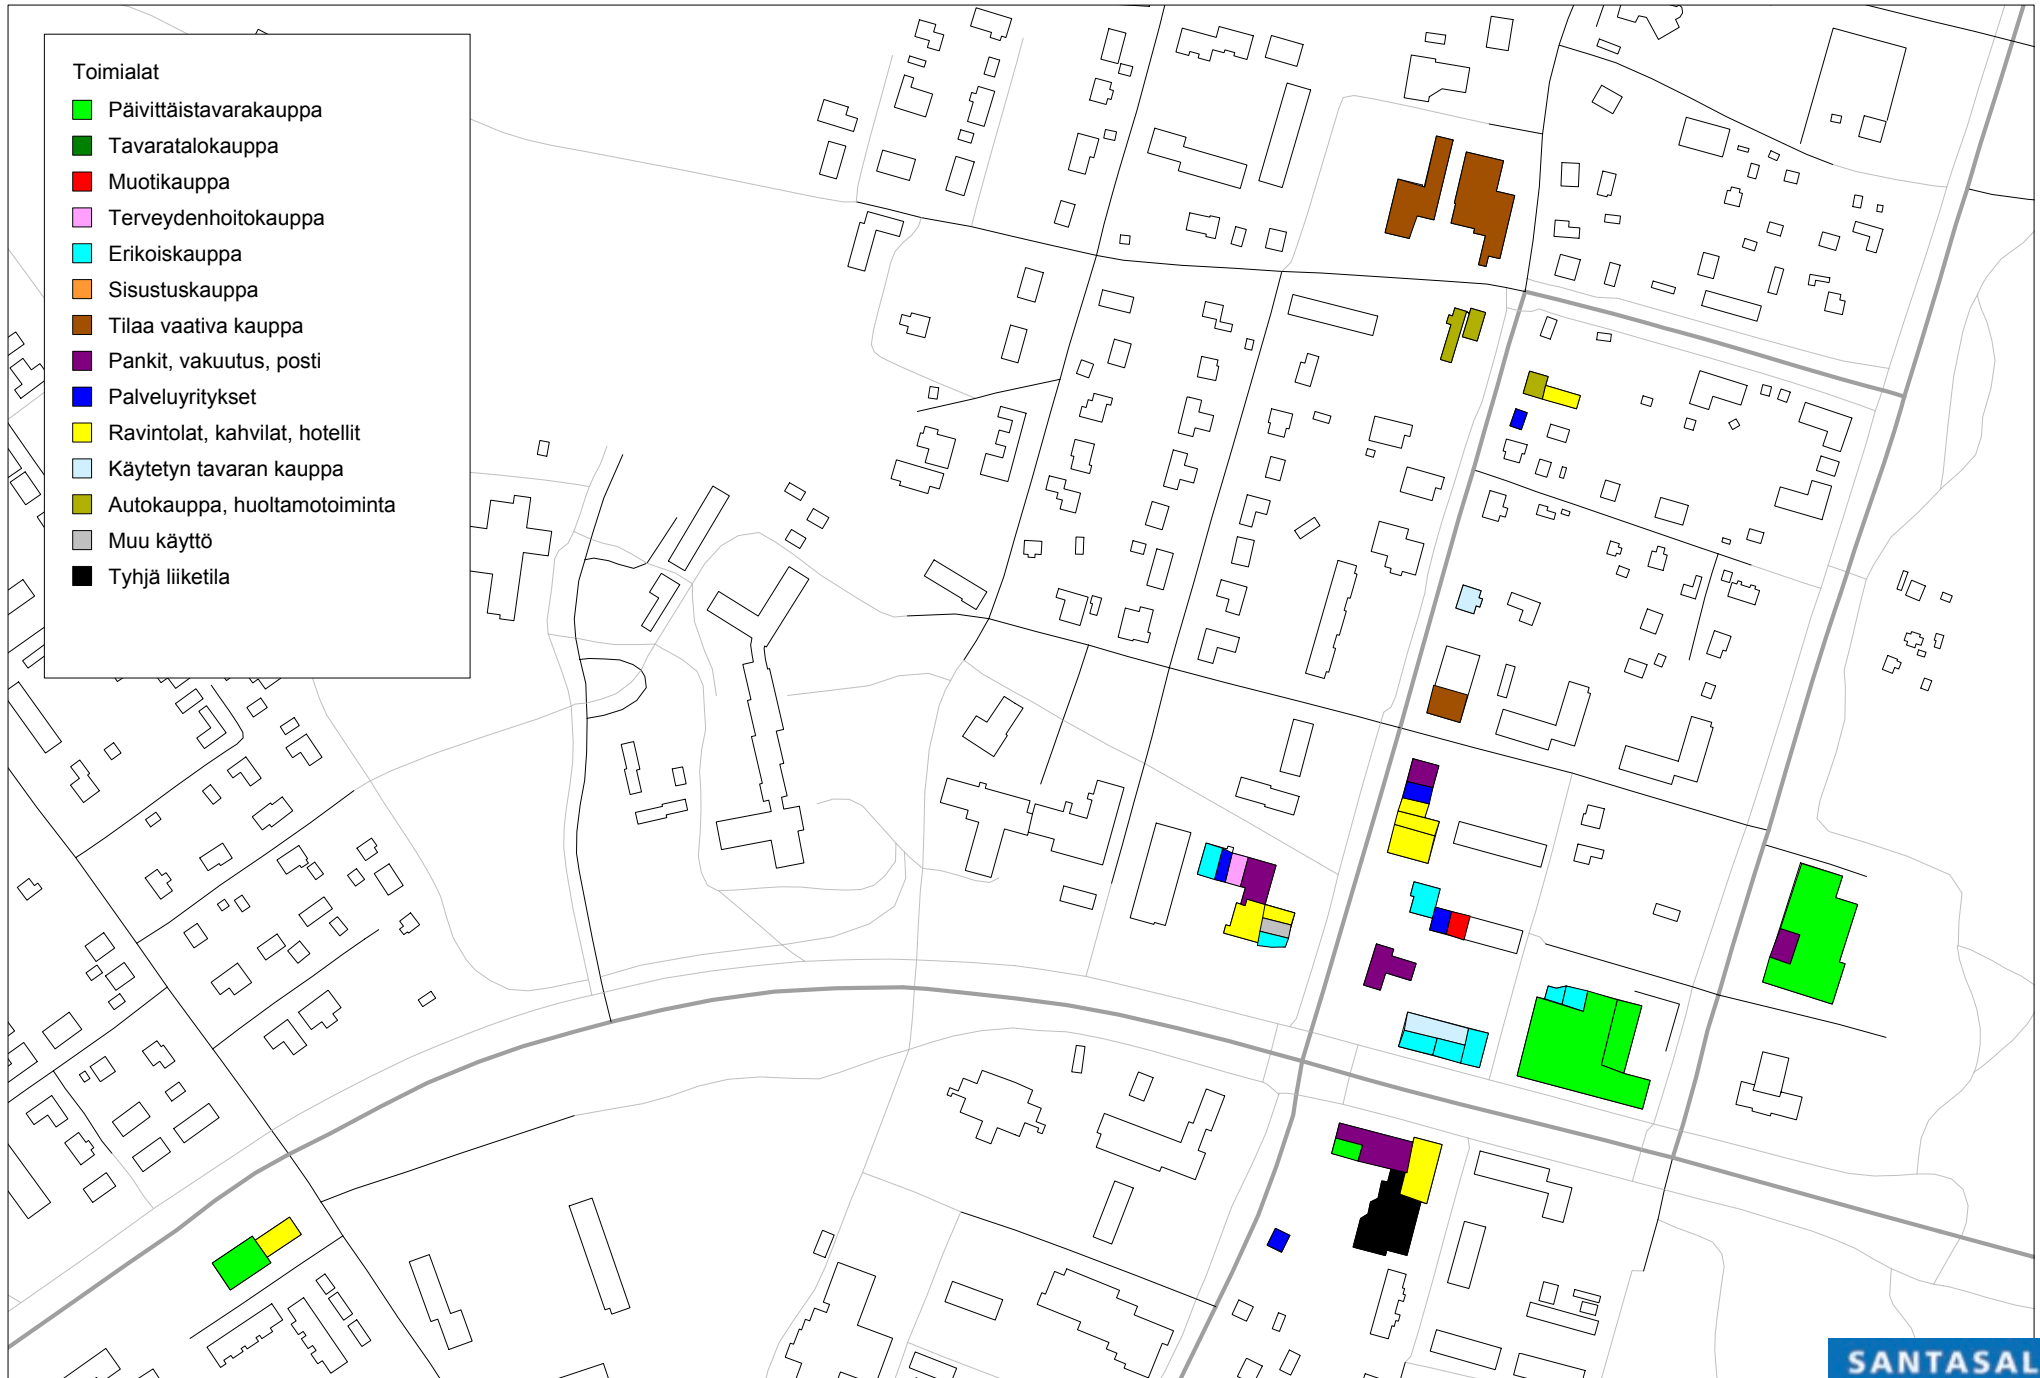 Toimialat
Päivittäistavarakauppa
Tavaratalokauppa
Muotikauppa
Terveydenhoitokauppa
Erikoiskauppa
Sisustuskauppa
Tilaa vaativa kauppa
Pankit, vakuutus, posti
Palveluyritykset
Ravintolat, kahvilat, hotellit
Käytetyn tavaran kauppa
Autokauppa, huoltamotoiminta
Muu käyttö
Tyhjä liiketila
SANTASAL